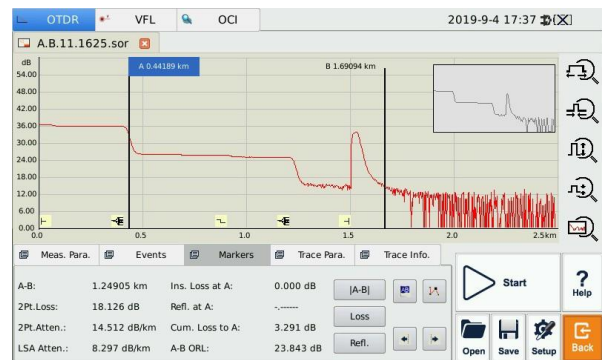 OTDR VFL OCI 2019-9-4 17:37
A.B.11.1625.sor
dB
54.00
A 0.44189 km B 1.69094 km
48.00
42.00
36.00
30.00
24.00
18.00
12.00
6.00
0.00
0.0 0.5 1.0 1.5 2.0 2.5km
Meas. Para. Events Markers Trace Para. Trace Info.
A-B: 1.24905 km Ins. Loss at A: 0.000 dB |A-B| AB
2Pt.Loss: 18.126 dB Refl. at A: -.------
Loss
2Pt.Atten.: 14.512 dB/km Cum. Loss to A: 3.291 dB
LSA Atten.: 8.297 dB/km A-B ORL: 23.843 dB Refl.
Start
? Help
Open Save Setup Back